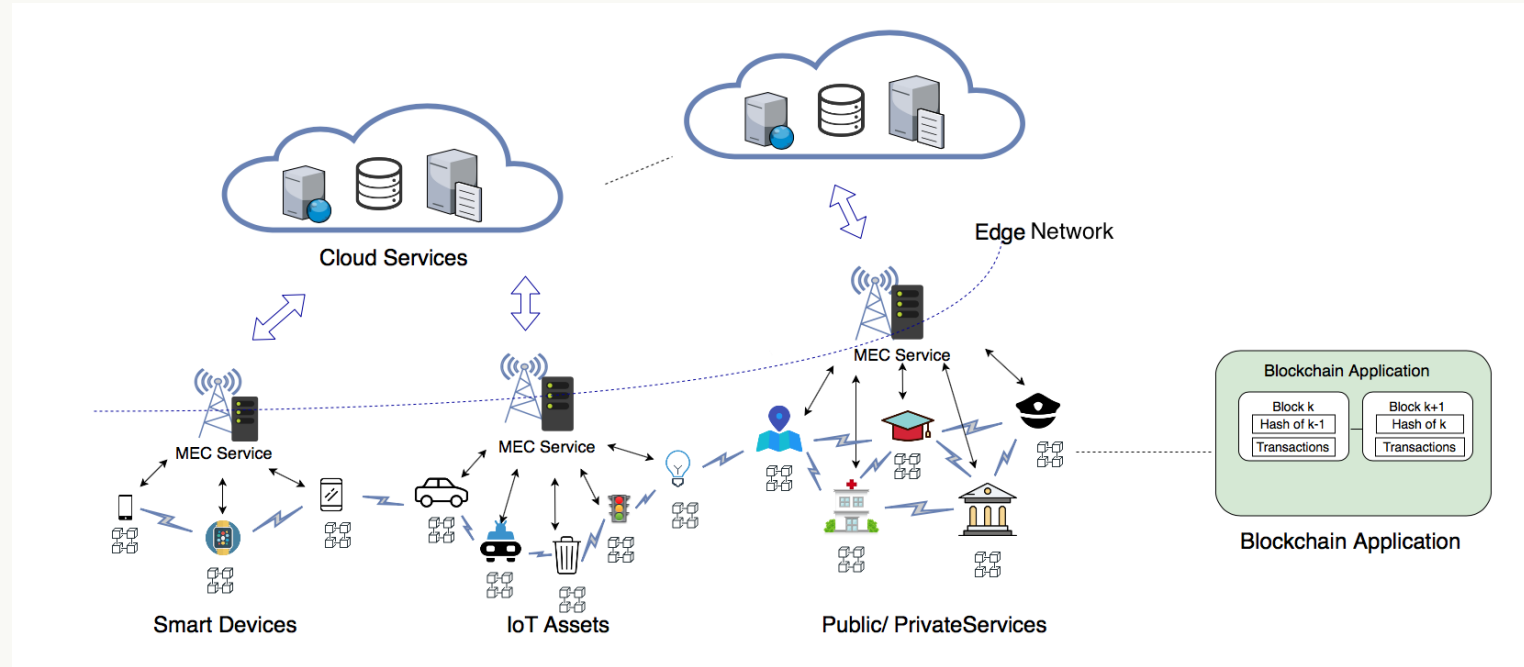 Cloud Services
Edge Network
MEC Service
MEC Service
MEC Service
Smart Devices
IoT Assets
Public/ PrivateServices
Blockchain Application
Block k
Hash of k-1
Transactions
Block k+1
Hash of k
Transactions
Blockchain Application